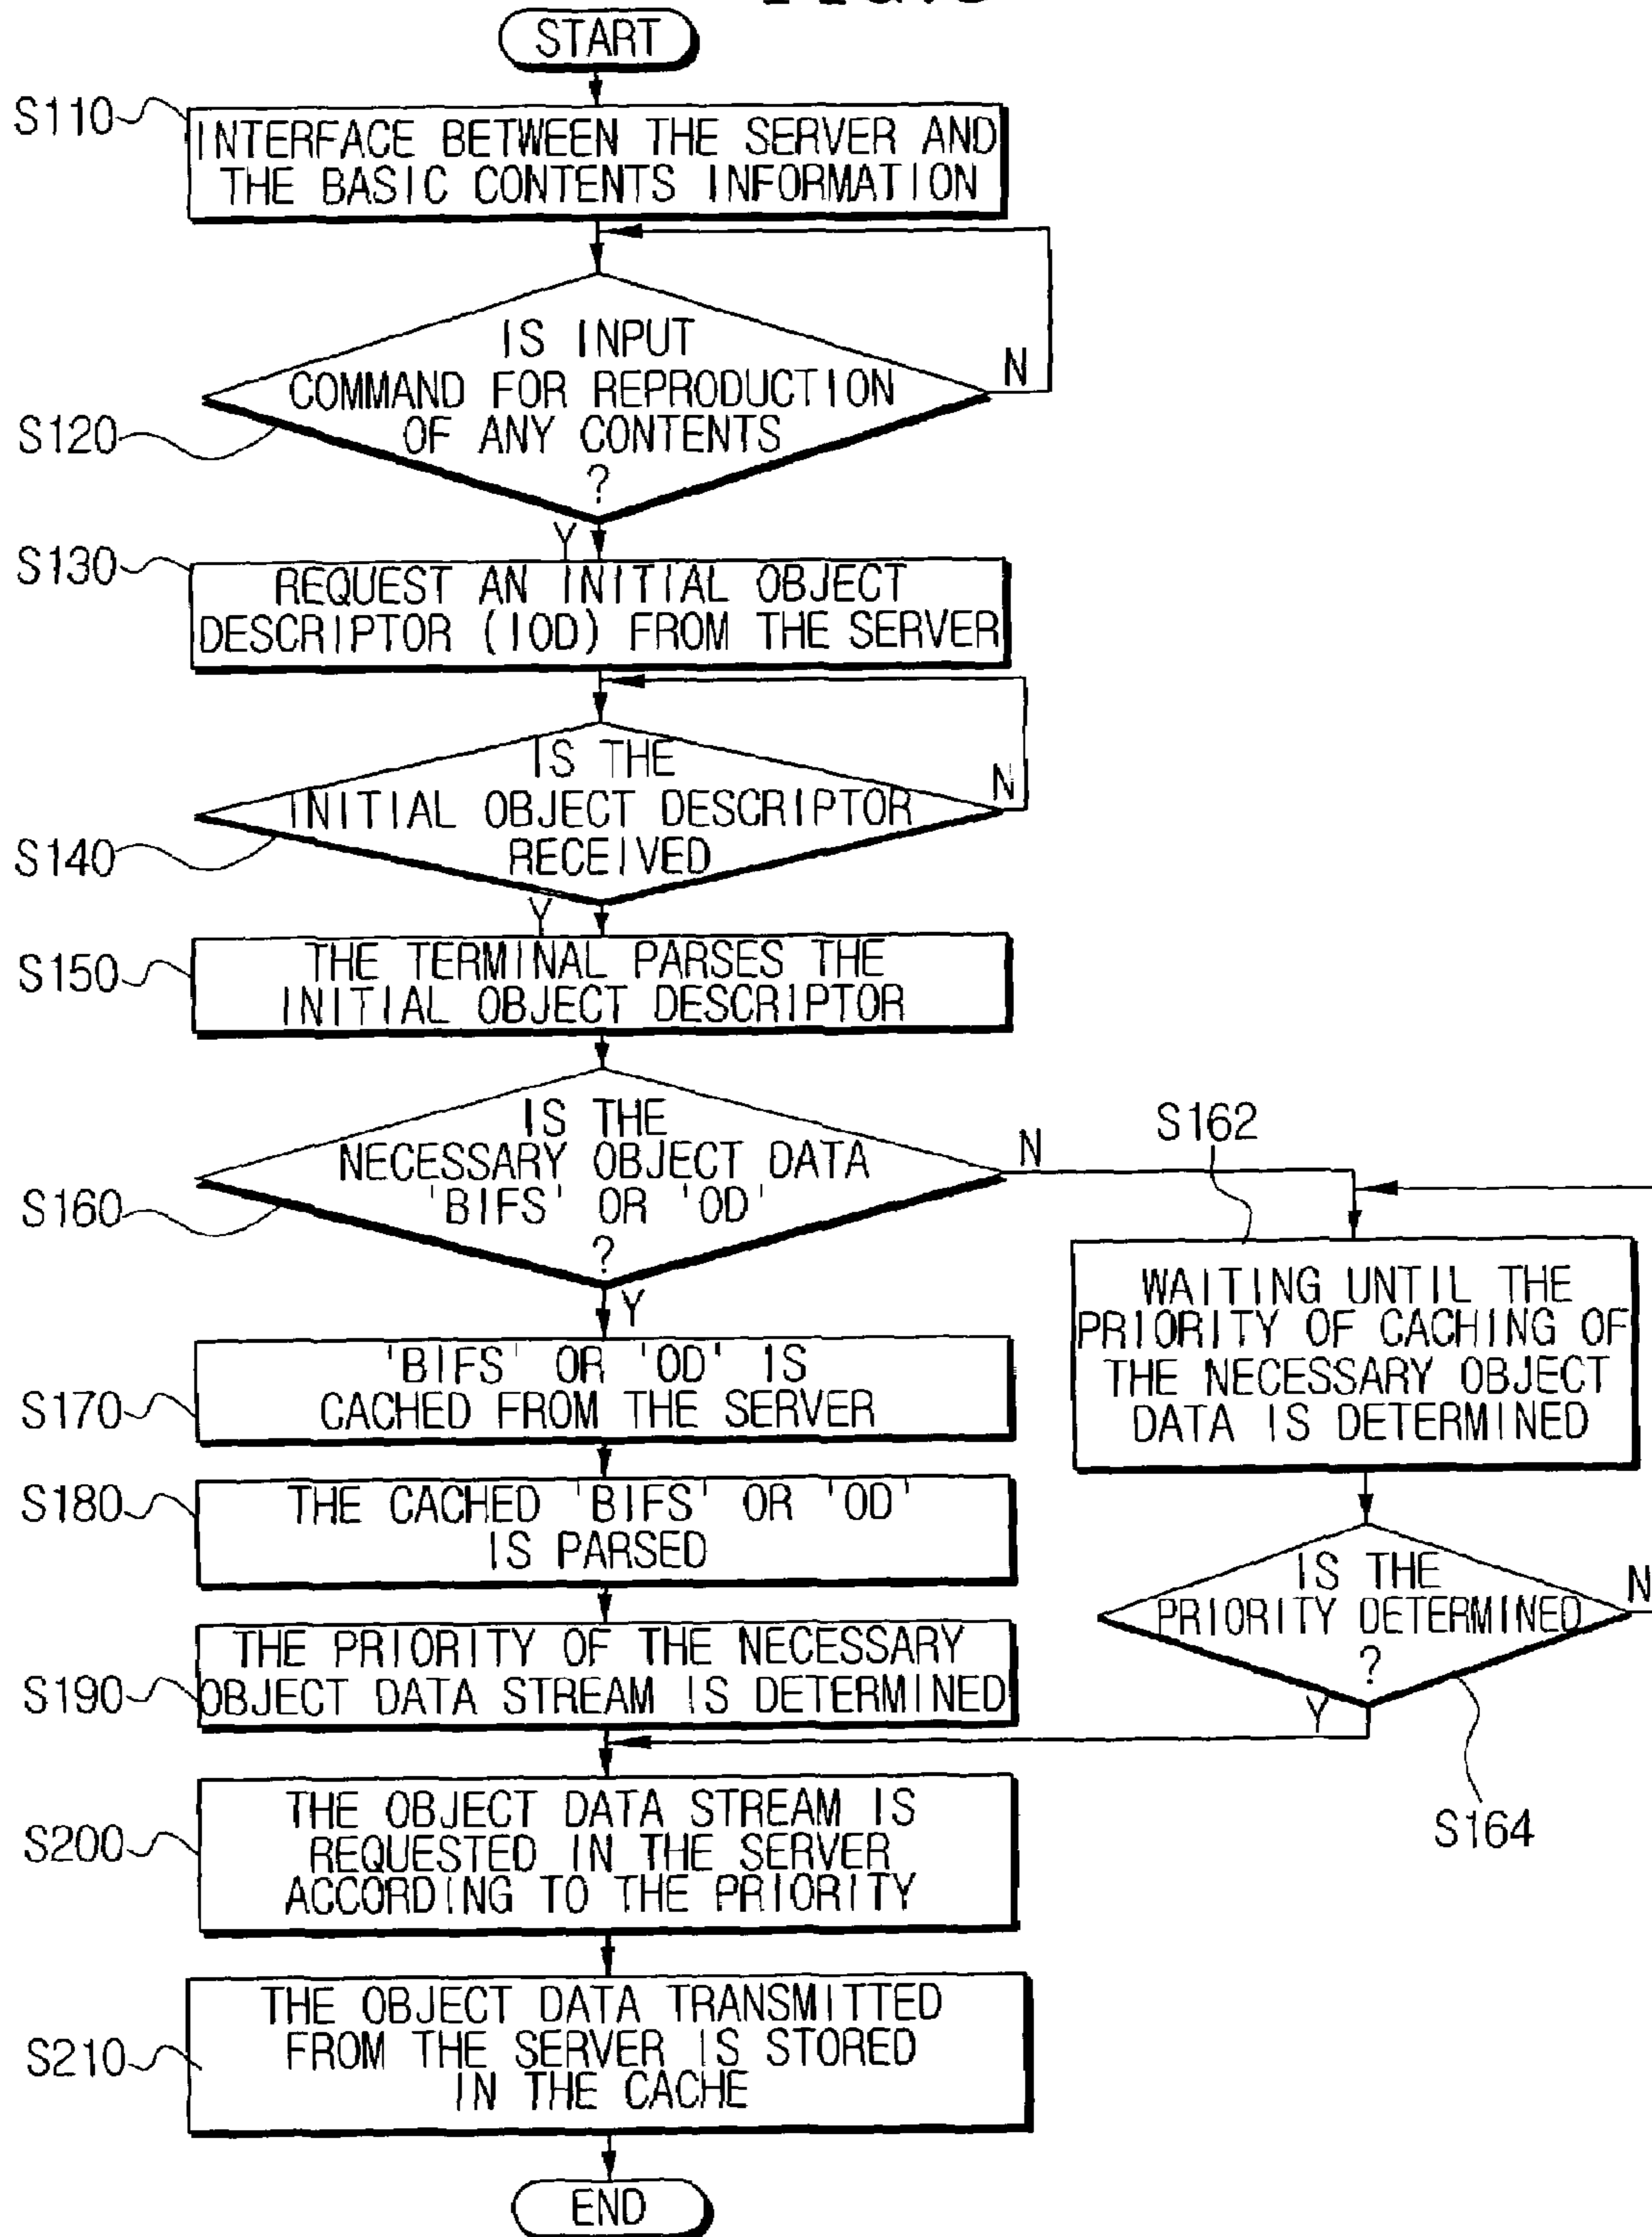 START
S110
INTERFACE BETWEEN THE SERVER AND
THE BASIC CONTENTS INFORMATION
IS INPUT
COMMAND FOR REPRODUCTION
OF ANY CONTENTS
?
N
S120
Y
S130
REQUEST AN INITIAL OBJECT
DESCRIPTOR (IOD) FROM THE SERVER
IS THE
INITIAL OBJECT DESCRIPTOR
RECEIVED
N
S140
Y
S150
THE TERMINAL PARSES THE
INITIAL OBJECT DESCRIPTOR
IS THE
NECESSARY OBJECT DATA
'BIFS' OR 'OD'
?
N
S160
Y
S162
WAITING UNTIL THE
PRIORITY OF CACHING OF
THE NECESSARY OBJECT
DATA IS DETERMINED
S170
'BIFS' OR 'OD' IS
CACHED FROM THE SERVER
S180
THE CACHED 'BIFS' OR 'OD'
IS PARSED
IS THE
PRIORITY DETERMINED
?
N
Y
S164
S190
THE PRIORITY OF THE NECESSARY
OBJECT DATA STREAM IS DETERMINED
S200
THE OBJECT DATA STREAM IS
REQUESTED IN THE SERVER
ACCORDING TO THE PRIORITY
S210
THE OBJECT DATA TRANSMITTED
FROM THE SERVER IS STORED
IN THE CACHE
END